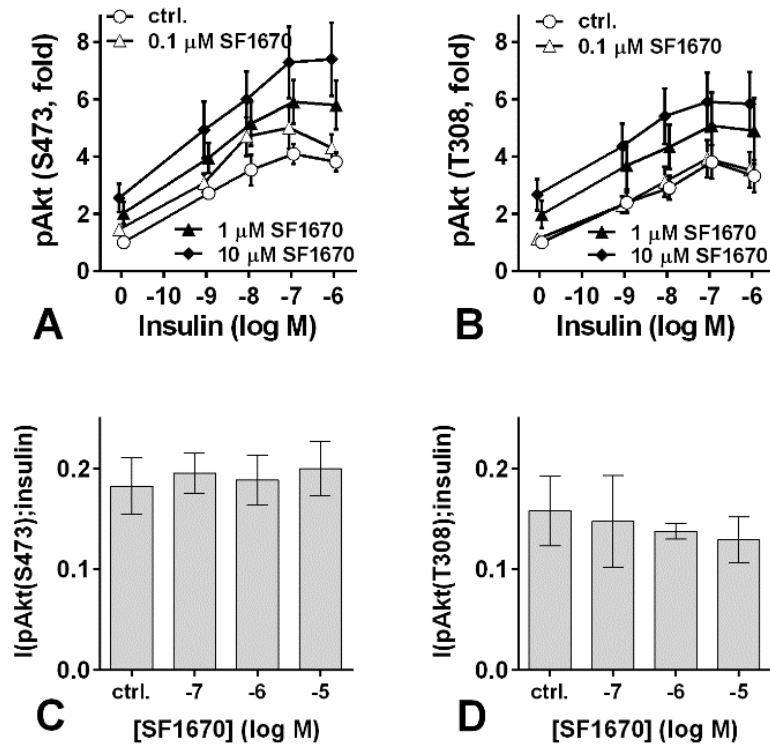 ctrl.
0.1 µM SF1670
8
6
4
2
0
pAkt (S473, fold)
1 µM SF1670
10 µM SF1670
0 -10 -9 -8 -7 -6
Insulin (log M)
A
ctrl.
0.1 µM SF1670
8
6
4
2
0
pAkt (T308, fold)
1 µM SF1670
10 µM SF1670
0 -10 -9 -8 -7 -6
Insulin (log M)
B
0.2
0.1
0.0
I(pAkt(S473);insulin)
ctrl. -7 -6 -5
[SF1670] (log M)
C
0.2
0.1
0.0
I(pAkt(T308);insulin)
ctrl. -7 -6 -5
[SF1670] (log M)
D